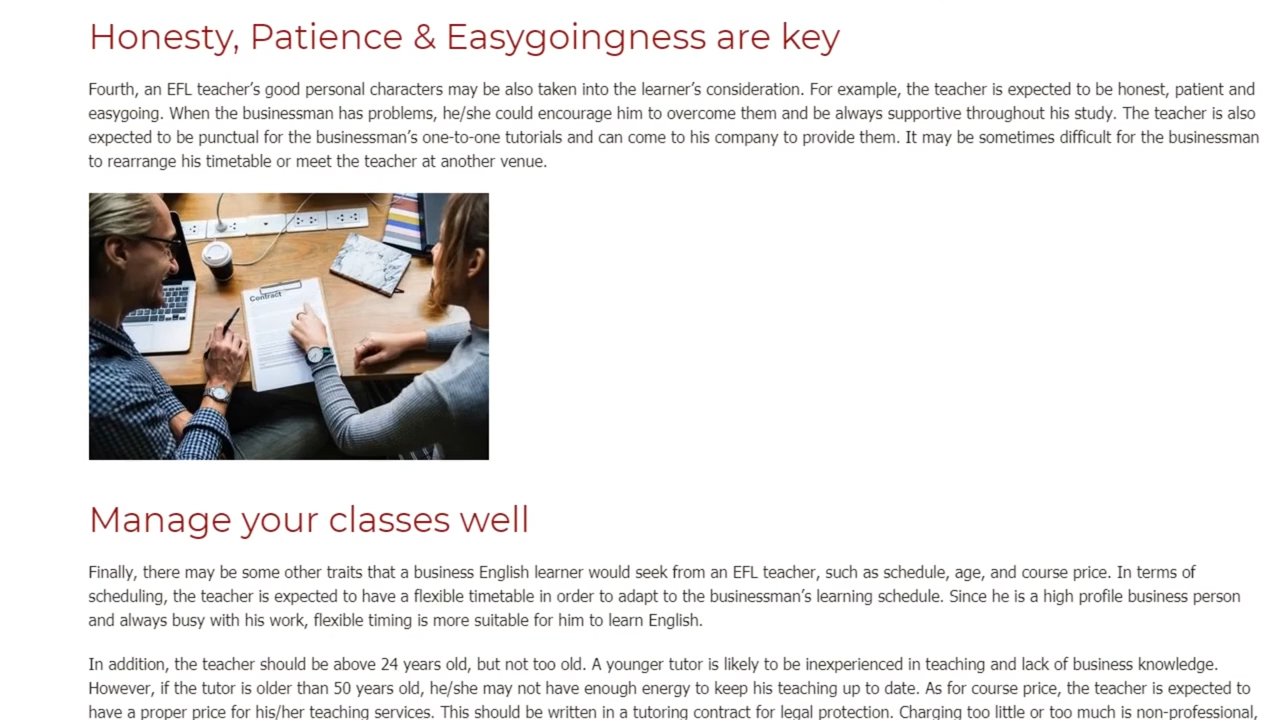 Honesty, Patience & Easygoingness are key
Fourth, an EFL teacher’s good personal characters may be also taken into the learner’s consideration. For example, the teacher is expected to be honest, patient and
easygoing. When the businessman has problems, he/she could encourage him to overcome them and be always supportive throughout his study. The teacher is also
expected to be punctual for the businessman’s one-to-one tutorials and can come to his company to provide them. It may be sometimes difficult for the businessman
to rearrange his timetable or meet the teacher at another venue.
Contract
Manage your classes well
Finally, there may be some other traits that a business English learner would seek from an EFL teacher, such as schedule, age, and course price. In terms of
scheduling, the teacher is expected to have a flexible timetable in order to adapt to the businessman’s learning schedule. Since he is a high profile business person
and always busy with his work, flexible timing is more suitable for him to learn English.
In addition, the teacher should be above 24 years old, but not too old. A younger tutor is likely to be inexperienced in teaching and lack of business knowledge.
However, if the tutor is older than 50 years old, he/she may not have enough energy to keep his teaching up to date. As for course price, the teacher is expected to
have a proper price for his/her teaching services. This should be written in a tutoring contract for legal protection. Charging too little or too much is non-professional,